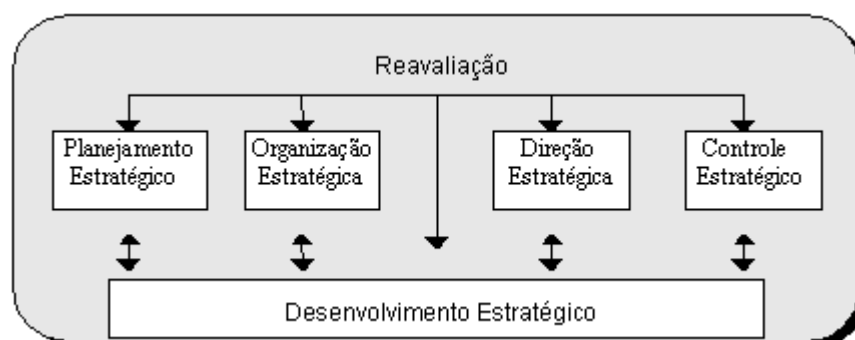 Reavaliação
Planejamento
Estratégico
Organização
Estratégica
Direção
Estratégica
Controle
Estratégico
Desenvolvimento Estratégico